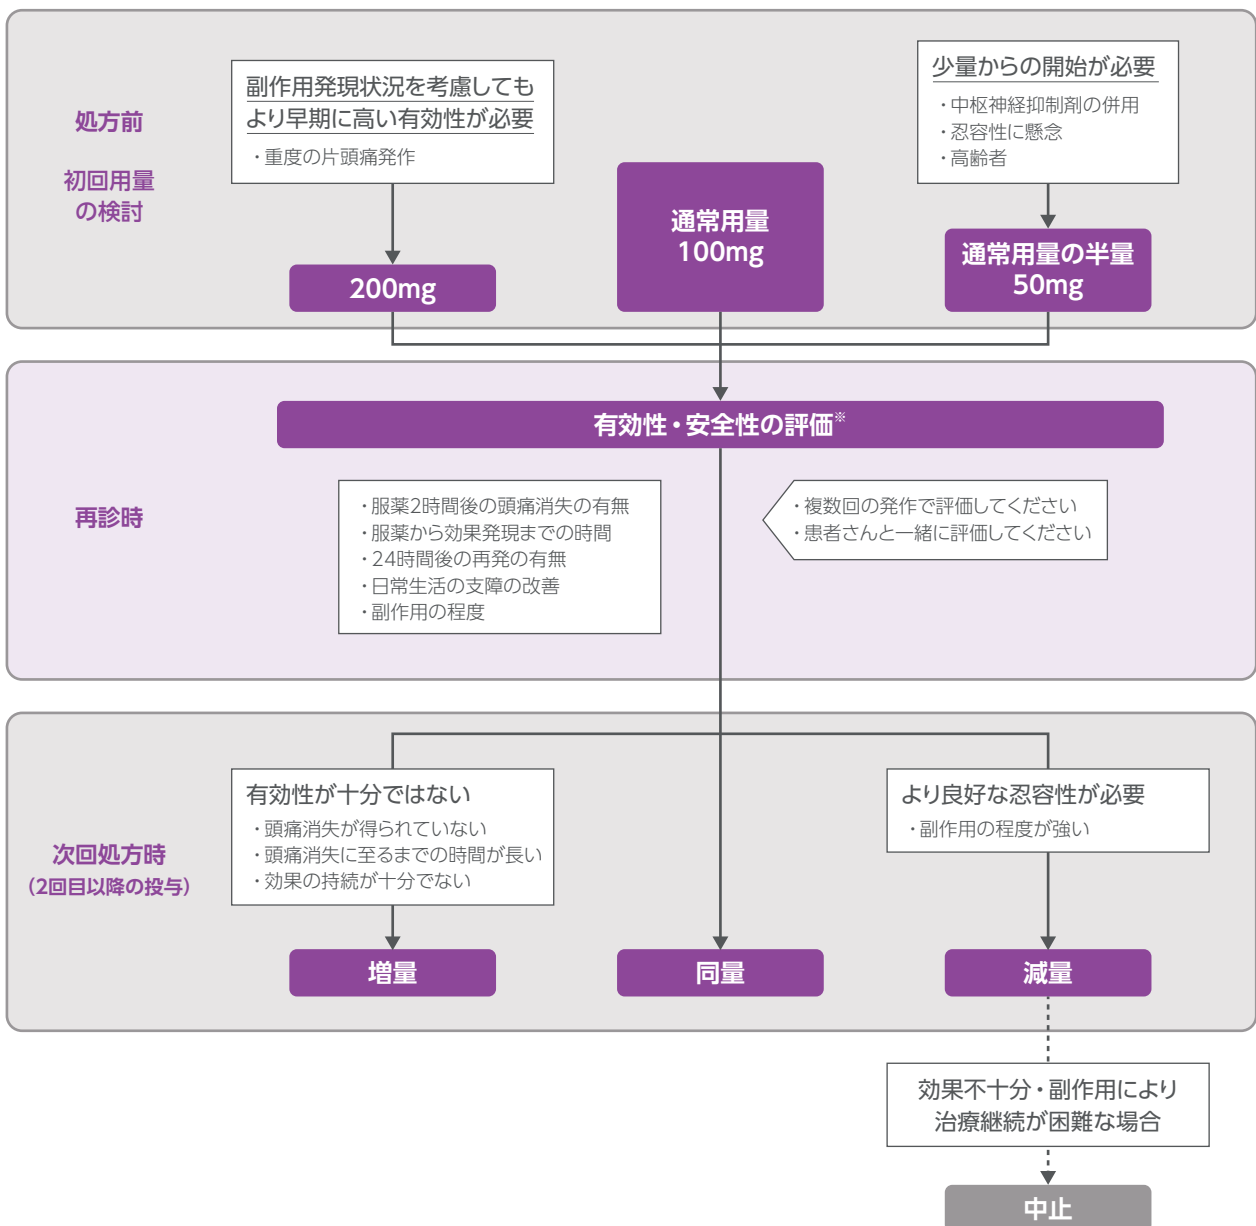 処方前
初回用量
の検討
副作用発現状況を考慮しても
より早期に高い有効性が必要
・重度の片頭痛発作
200mg
通常用量
100mg
少量からの開始が必要
・中枢神経抑制剤の併用
・忍容性に懸念
・高齢者
通常用量の半量
50mg
再診時
有効性・安全性の評価※
・服薬2時間後の頭痛消失の有無
・服薬から効果発現までの時間
・24時間後の再発の有無
・日常生活の支障の改善
・副作用の程度
・複数回の発作で評価してください
・患者さんと一緒に評価してください
次回処方時
（2回目以降の投与）
有効性が十分ではない
・頭痛消失が得られていない
・頭痛消失に至るまでの時間が長い
・効果の持続が十分でない
増量
同量
より良好な忍容性が必要
・副作用の程度が強い
減量
効果不十分・副作用により
治療継続が困難な場合
中止